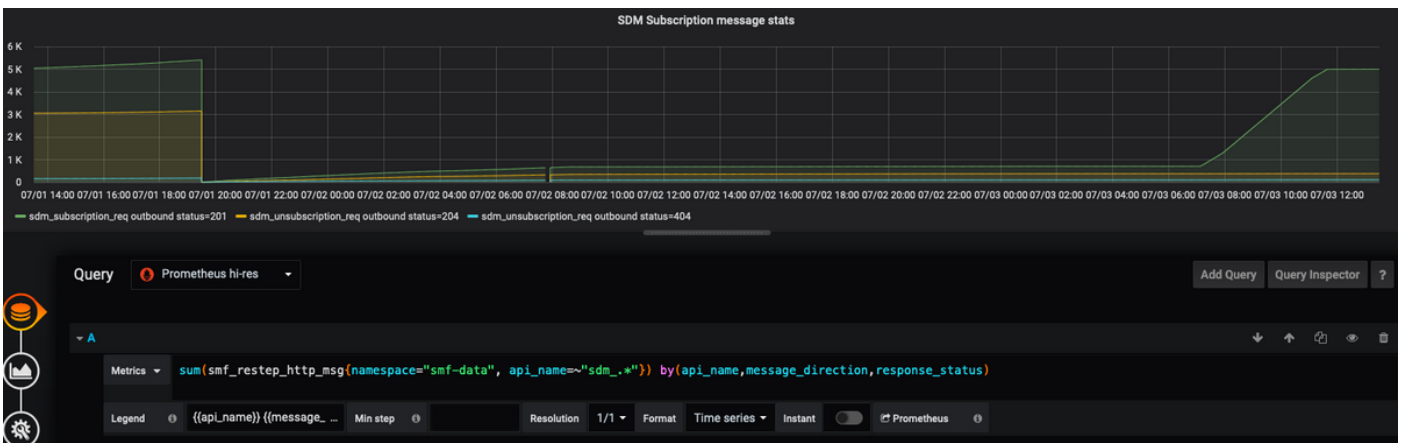 SDM Subscription message stats
6 K
5 K
4 K
3 K
2 K
1 K
0
07/01 14:00 07/01 16:00 07/01 18:00 07/01 20:00 07/01 22:00 07/02 00:00 07/02 02:00 07/02 04:00 07/02 06:00 07/02 08:00 07/02 10:00 07/02 12:00 07/02 14:00 07/02 16:00 07/02 18:00 07/02 20:00 07/02 22:00 07/03 00:00 07/03 02:00 07/03 04:00 07/03 06:00 07/03 08:00 07/03 10:00 07/03 12:00
sdm_subscription_req outbound status=201 sdm_unsubscription_req outbound status=204 sdm_unsubscription_req outbound status=404
Query Prometheus hi-res Add Query Query Inspector ?
A
Metrics sum(smf_restep_http_msg{namespace="smf-data", api_name=~"sdm_.*"}) by(api_name,message_direction,response_status)
Legend {{api_name}} {{message_ ... Min step Resolution 1/1 Format Time series Instant Prometheus